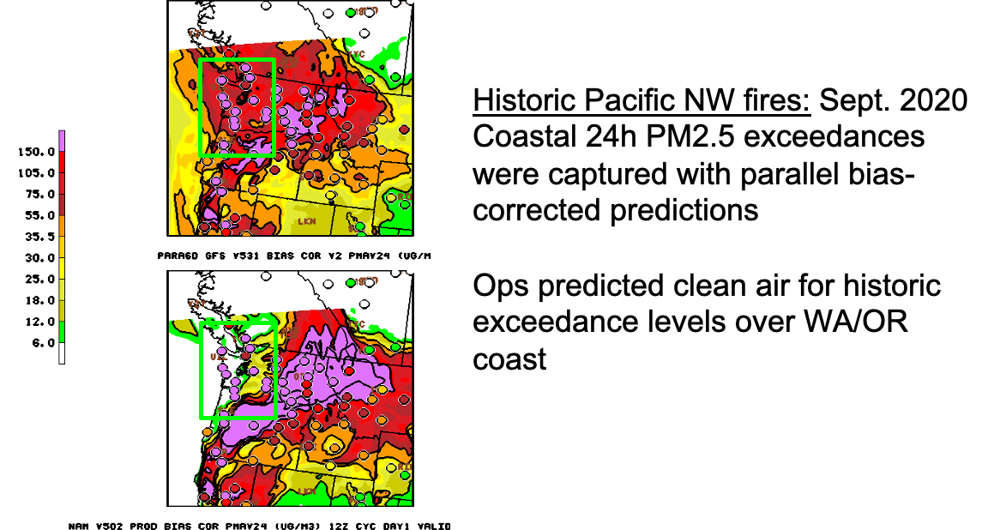 Historic Pacific NW fires: Sept. 2020
Coastal 24h PM2.5 exceedances
were captured with parallel bias-
corrected predictions
Ops predicted clean air for historic
exceedance levels over WA/OR
coast
150.0
105.0
75.0
55.0
35.5
30.0
25.0
18.0
12.0
6.0
LKN
PARA6D GFS V531 BIAS COR V2 PMAV24 (UG/M
LKN
NAM V502 PROD BIAS COR PMAV24 (UG/M3) 12Z CYC DAY1 VALID